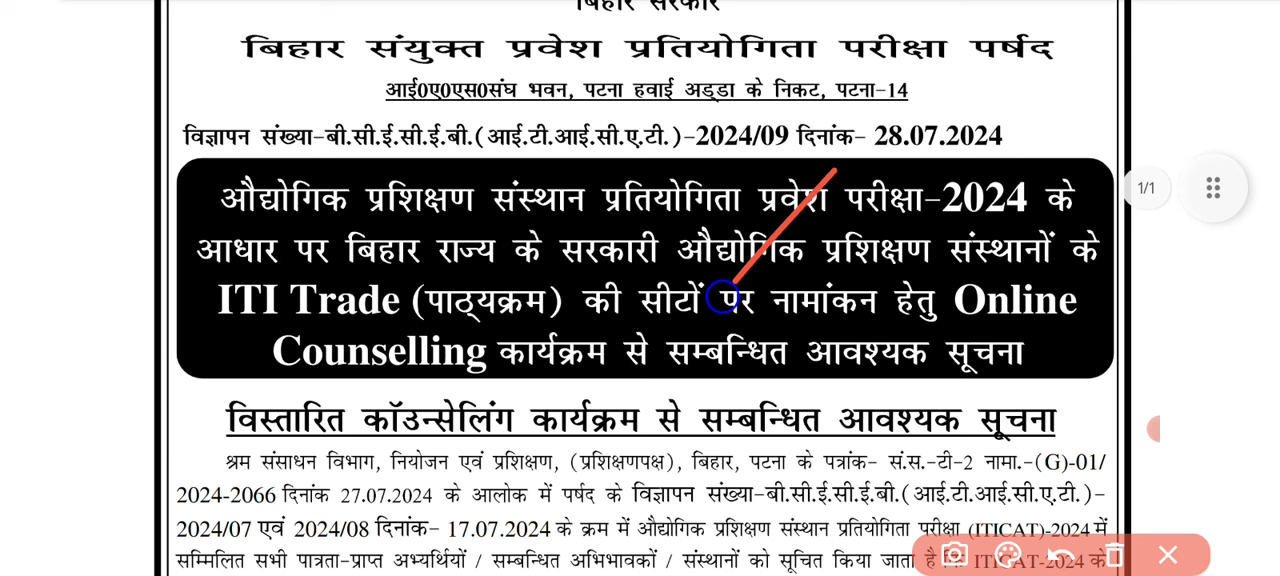 बिहार सरकार
बिहार संयुक्त प्रवेश प्रतियोगिता परीक्षा पर्षद
आई0ए0एस0संघ भवन, पटना हवाई अड्डा के निकट, पटना-14
विज्ञापन संख्या-बी.सी.ई.सी.ई.बी.(आई.टी.आई.सी.ए.टी.)-2024/09 दिनांक- 28.07.2024
औद्योगिक प्रशिक्षण संस्थान प्रतियोगिता प्रवेश परीक्षा-2024 के
आधार पर बिहार राज्य के सरकारी औद्योगिक प्रशिक्षण संस्थानों के
ITI Trade (पाठ्यक्रम) की सीटों पर नामांकन हेतु Online
Counselling कार्यक्रम से सम्बन्धित आवश्यक सूचना
1/1
विस्तारित कॉउन्सेलिंग कार्यक्रम से सम्बन्धित आवश्यक सूचना
श्रम संसाधन विभाग, नियोजन एवं प्रशिक्षण, (प्रशिक्षणपक्ष), बिहार, पटना के पत्रांक- सं.स.-टी-2 नामा.-(G)-01/
2024-2066 दिनांक 27.07.2024 के आलोक में पर्षद के विज्ञापन संख्या-बी.सी.ई.सी.ई.बी.(आई.टी.आई.सी.ए.टी.)-
2024/07 एवं 2024/08 दिनांक- 17.07.2024 के क्रम में औद्योगिक प्रशिक्षण संस्थान प्रतियोगिता परीक्षा (ITICAT)-2024 में
सम्मिलित सभी पात्रता-प्राप्त अभ्यर्थियों / सम्बन्धित अभिभावकों / संस्थानों को सूचित किया जाता है कि ITICAT-2024 के